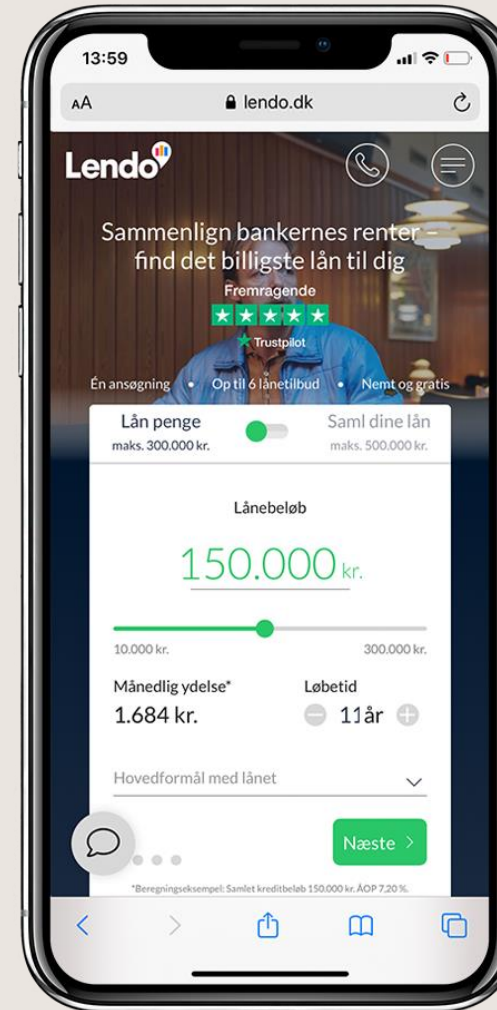 13:59
AA
lendo.dk
Lendo
Sammenlign bankernes renter –
find det billigste lån til dig
Fremragende
Trustpilot
Én ansøgning • Op til 6 lånetilbud • Nemt og gratis
Lån penge
maks. 300.000 kr.
Saml dine lån
maks. 500.000 kr.
Lånebeløb
150.000 kr.
10.000 kr.
300.000 kr.
Månedlig ydelse*
1.684 kr.
Løbetid
11 år
Hovedformål med lånet
Næste >
*Beregningseksempel: Samlet kreditbeløb 150.000 kr. ÅOP 7,20 %.